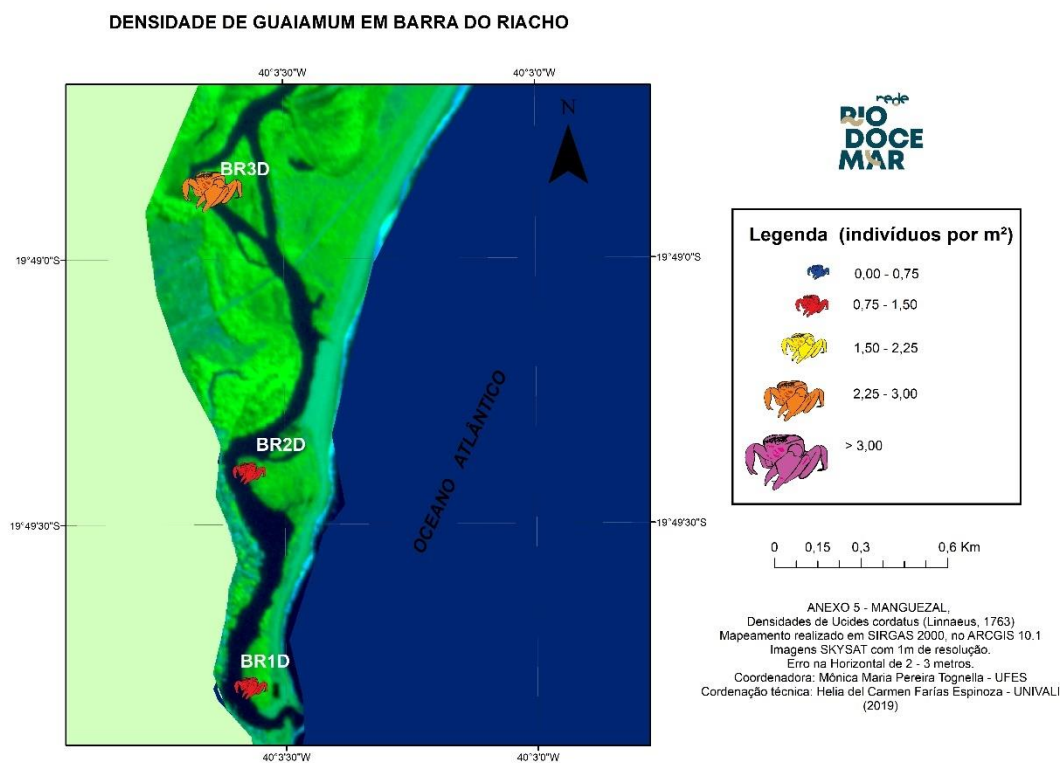 DENSIDADE DE GUAIAMUM EM BARRA DO RIACHO
40°3'30"W
40°3'0"W
N
BR3D
19°49'0"S
19°49'0"S
BR2D
OCEANO ATLÂNTICO
19°49'30"S
19°49'30"S
BR1D
40°3'30"W
40°3'0"W
rede
RIO
DOCE
MAR
Legenda (indivíduos por m²)
0,00 - 0,75
0,75 - 1,50
1,50 - 2,25
2,25 - 3,00
> 3,00
0 0,15 0,3 0,6 Km
ANEXO 5 - MANGUEZAL,
Densidades de Ucides cordatus (Linnaeus, 1763)
Mapeamento realizado em SIRGAS 2000, no ARCGIS 10.1
Imagens SKYSAT com 1m de resolução.
Erro na Horizontal de 2 - 3 metros.
Coordenadora: Mônica Maria Pereira Tognella - UFES
Cordenação técnica: Helia del Carmen Farías Espinoza - UNIVALI
(2019)